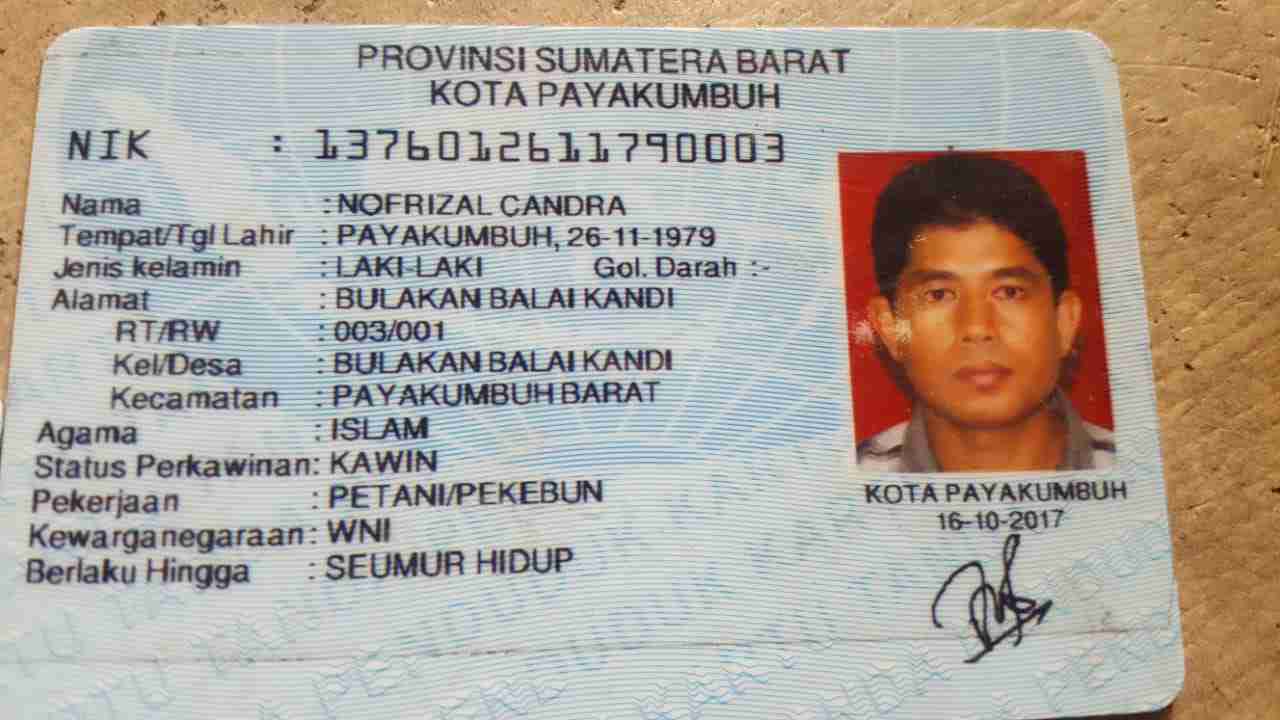 PROVINSI SUMATERA BARAT
KOTA PAYAKUMBUH
NIK : 1376012611790003
Nama : NOFRIZAL CANDRA
Tempat/Tgl Lahir : PAYAKUMBUH, 26-11-1979
Jenis kelamin : LAKI-LAKI Gol. Darah :-
Alamat : BULAKAN BALAI KANDI
RT/RW : 003/001
Kel/Desa : BULAKAN BALAI KANDI
Kecamatan : PAYAKUMBUH BARAT
Agama : ISLAM
Status Perkawinan: KAWIN
Pekerjaan : PETANI/PEKEBUN
Kewarganegaraan: WNI
Berlaku Hingga : SEUMUR HIDUP
KOTA PAYAKUMBUH
16-10-2017